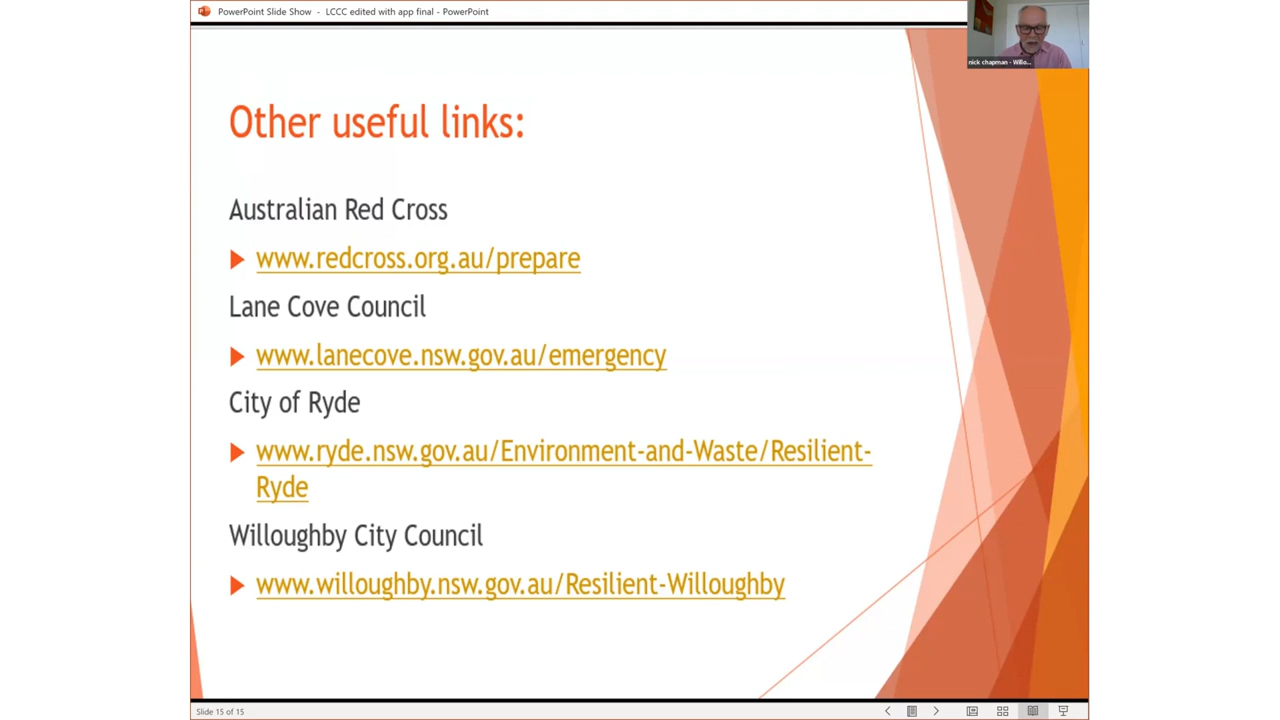 PowerPoint Slide Show - LCCC edited with app final - PowerPoint
nick chapman - Willo...
Other useful links:
Australian Red Cross
www.redcross.org.au/prepare
Lane Cove Council
www.lanecove.nsw.gov.au/emergency
City of Ryde
www.ryde.nsw.gov.au/Environment-and-Waste/Resilient-
Ryde
Willoughby City Council
www.willoughby.nsw.gov.au/Resilient-Willoughby
Slide 15 of 15